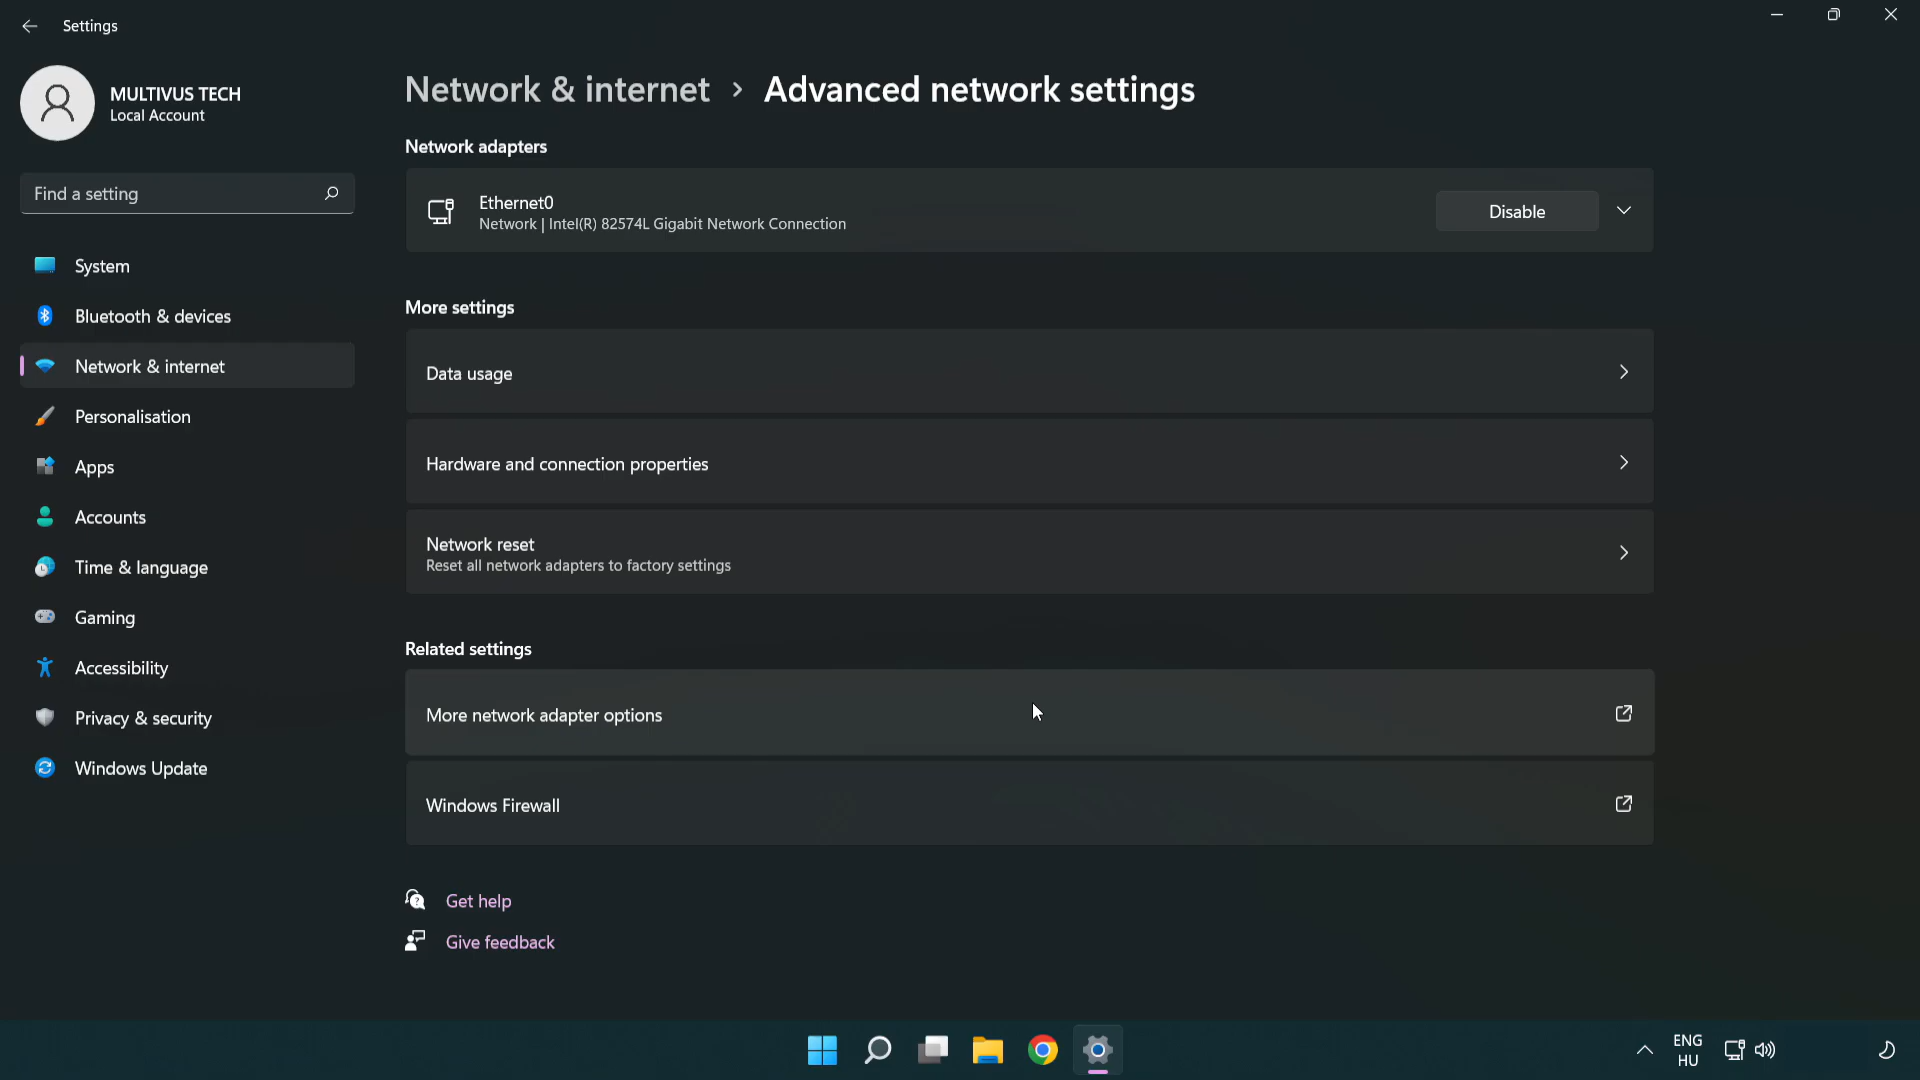 Settings
MULTIVUS TECH
Local Account
Find a setting
System
Bluetooth & devices
Network & internet
Personalisation
Apps
Accounts
Time & language
Gaming
Accessibility
Privacy & security
Windows Update
Network & internet > Advanced network settings
Network adapters
Ethernet0
Network | Intel(R) 82574L Gigabit Network Connection
Disable
More settings
Data usage
Hardware and connection properties
Network reset
Reset all network adapters to factory settings
Related settings
More network adapter options
Windows Firewall
Get help
Give feedback
ENG
HU